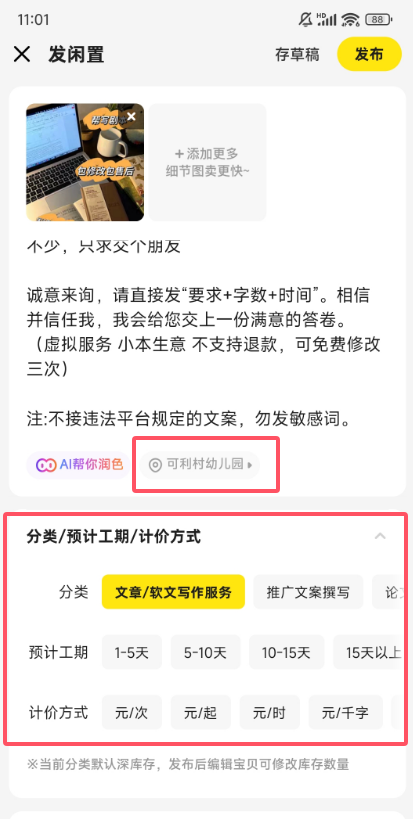 11:01
HD
88
发闲置
存草稿
发布
帮写剧本
可修改可售后
+添加更多
细节图卖更快~
不少，只求交个朋友
诚意来询，请直接发“要求+字数+时间”。相信
并信任我，我会给您交上一份满意的答卷。
（虚拟服务 小本生意 不支持退款，可免费修改
三次）
注:不接违法平台规定的文案，勿发敏感词。
AI帮你润色
可利村幼儿园
分类/预计工期/计价方式
分类
文章/软文写作服务
推广文案撰写
论
预计工期
1-5天
5-10天
10-15天
15天以上
计价方式
元/次
元/起
元/时
元/千字
※当前分类默认深库存，发布后编辑宝贝可修改库存数量